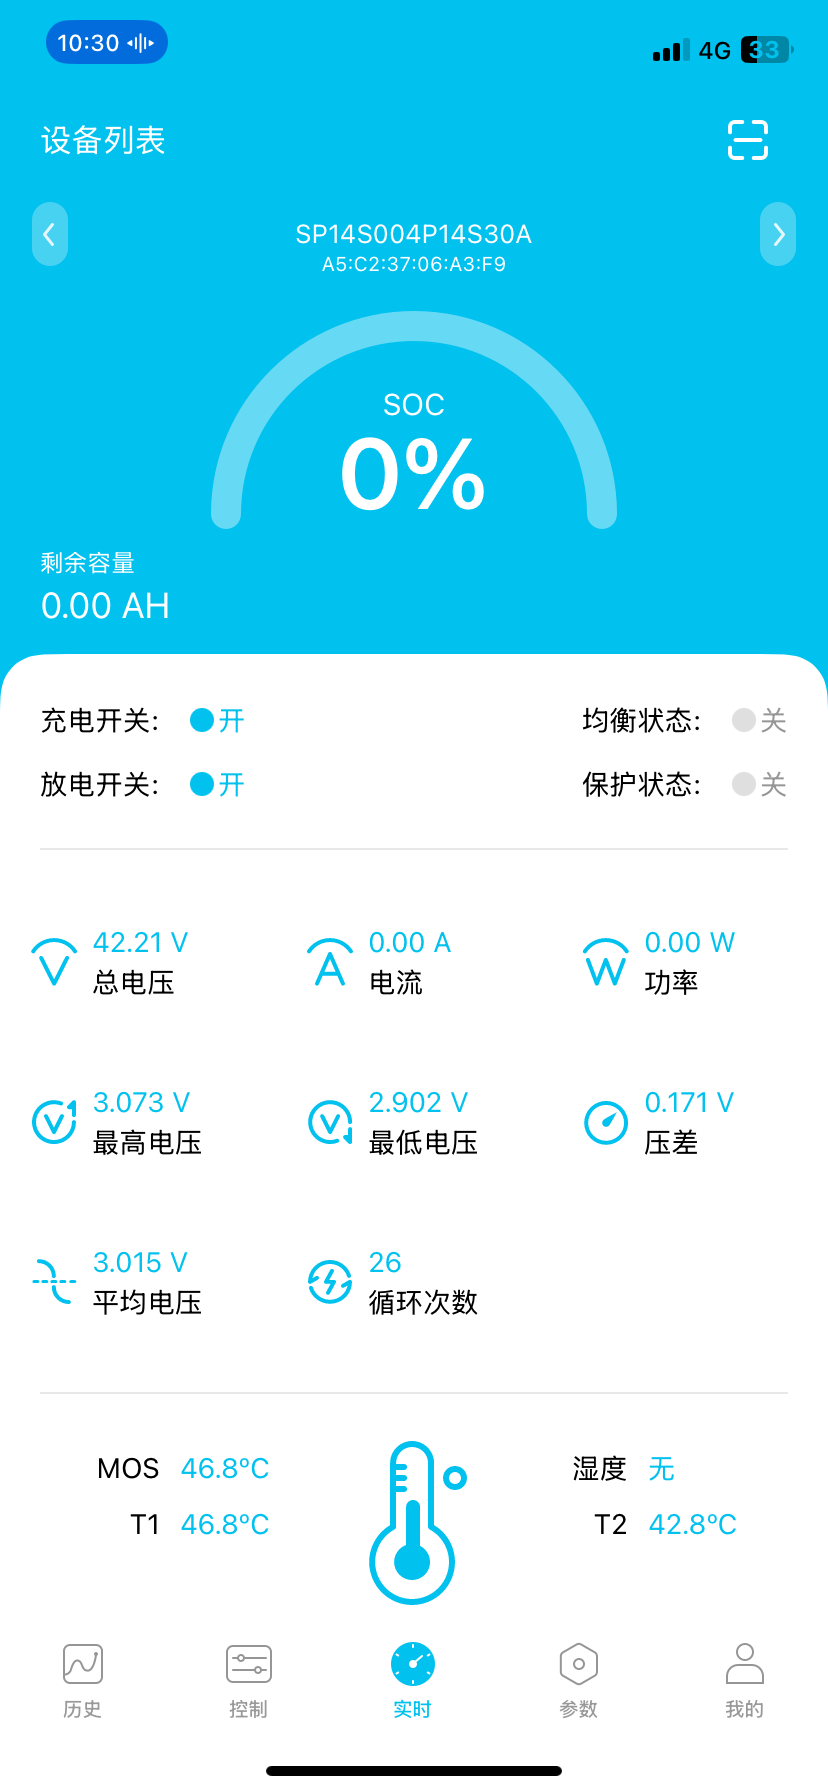 10:30
4G 33
设备列表
SP14S004P14S30A
A5:C2:37:06:A3:F9
SOC
0%
剩余容量
0.00 AH
充电开关: 开 均衡状态: 关
放电开关: 开 保护状态: 关
42.21 V 0.00 A 0.00 W
总电压 电流 功率
3.073 V 2.902 V 0.171 V
最高电压 最低电压 压差
3.015 V 26
平均电压 循环次数
MOS 46.8°C 湿度 无
T1 46.8°C T2 42.8°C
历史 控制 实时 参数 我的